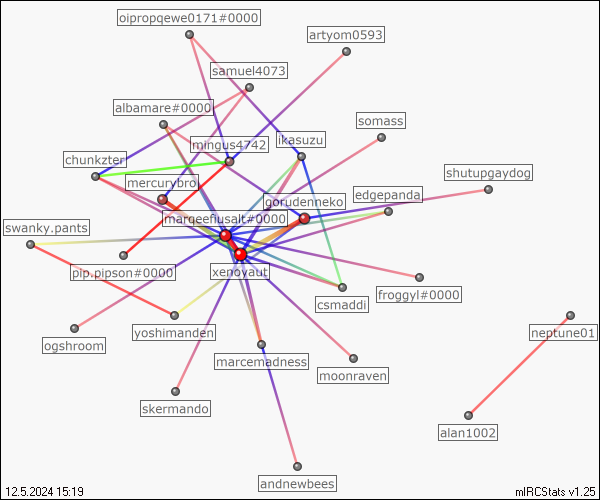 oipropqewe0171#0000
artyom0593
samuel4073
albamare#0000
somass
mingus4742
ikasuzu
chunkzter
shutupgaydog
mercurybro
edgepanda
gorudenneko
marqeefiusalt#0000
swanky.pants
pip.pipson#0000
xenoyaut
csmaddi
froggyl#0000
yoshimanden
neptune01
ogshroom
marcemadness
moonraven
skermando
alan1002
andnewbees
12.5.2024 15:19
mIRCStats v1.25